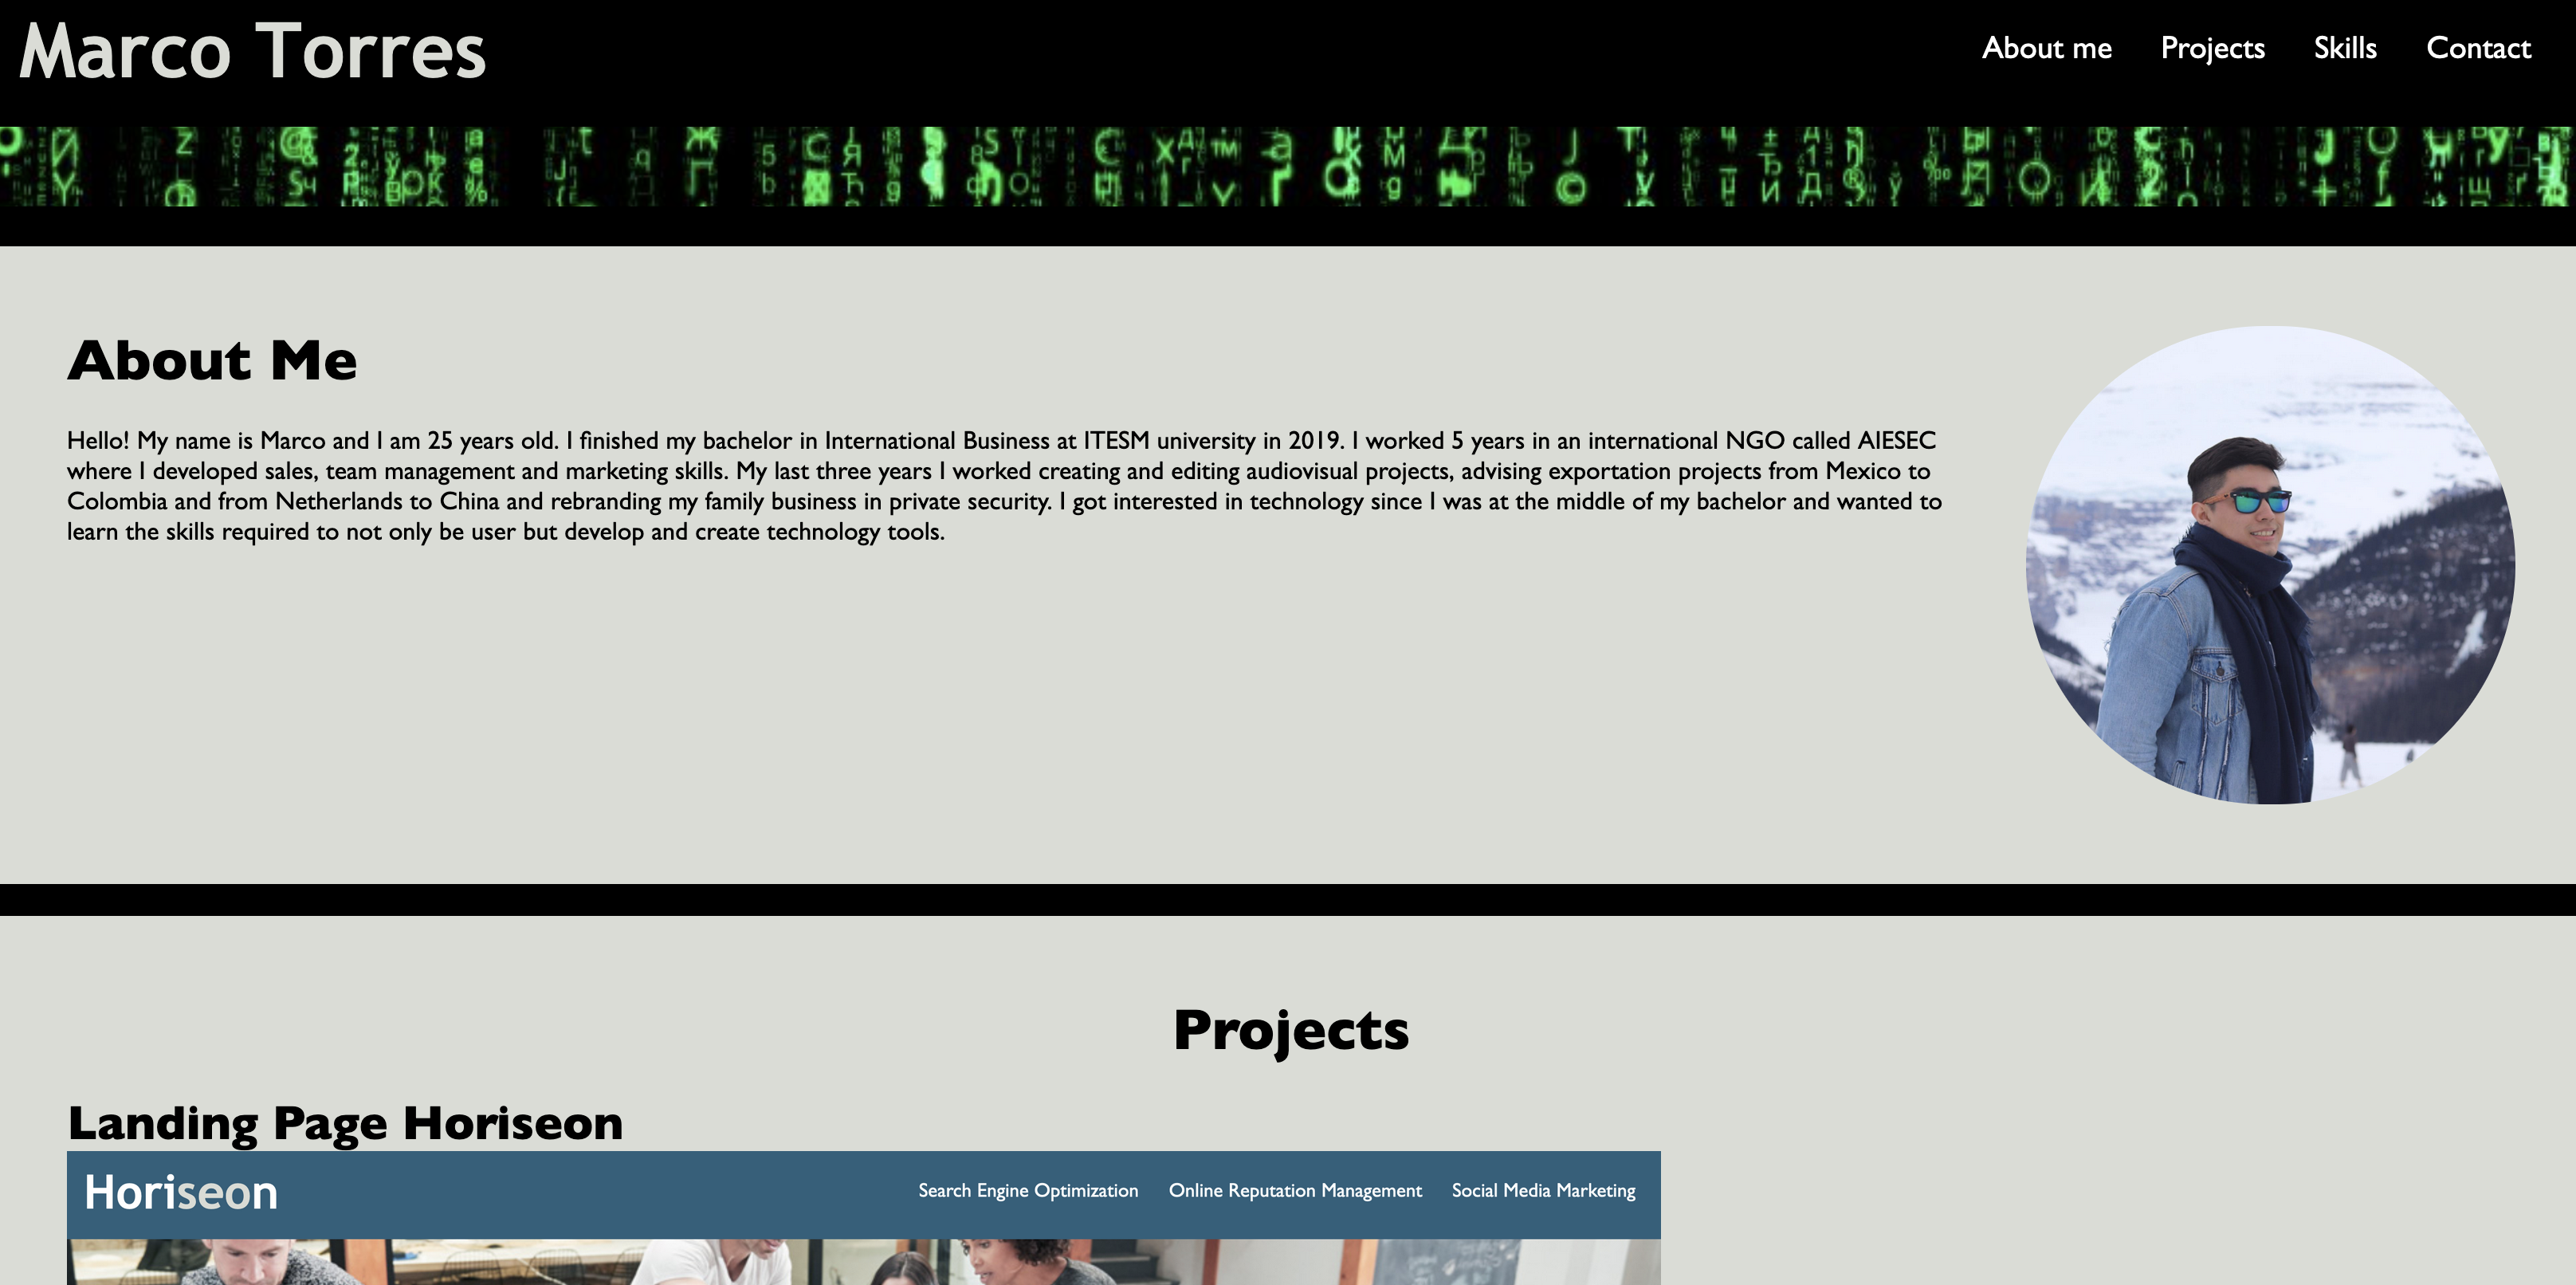 Marco Torres
About me Projects Skills Contact
About Me
Hello! My name is Marco and I am 25 years old. I finished my bachelor in International Business at ITESM university in 2019. I worked 5 years in an international NGO called AIESEC
where I developed sales, team management and marketing skills. My last three years I worked creating and editing audiovisual projects, advising exportation projects from Mexico to
Colombia and from Netherlands to China and rebranding my family business in private security. I got interested in technology since I was at the middle of my bachelor and wanted to
learn the skills required to not only be user but develop and create technology tools.
Projects
Landing Page Horiseon
Horiseon
Search Engine Optimization Online Reputation Management Social Media Marketing